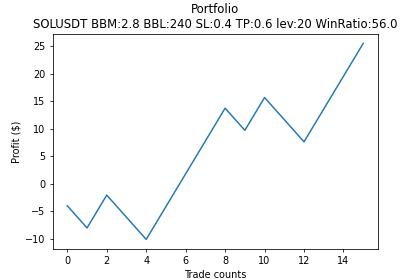 Portfolio
SOLUSDT BBM:2.8 BBL:240 SL:0.4 TP:0.6 lev:20 WinRatio:56.0
25
20
15
10
5
0
−5
−10
Profit ($)
0 2 4 6 8 10 12 14
Trade counts